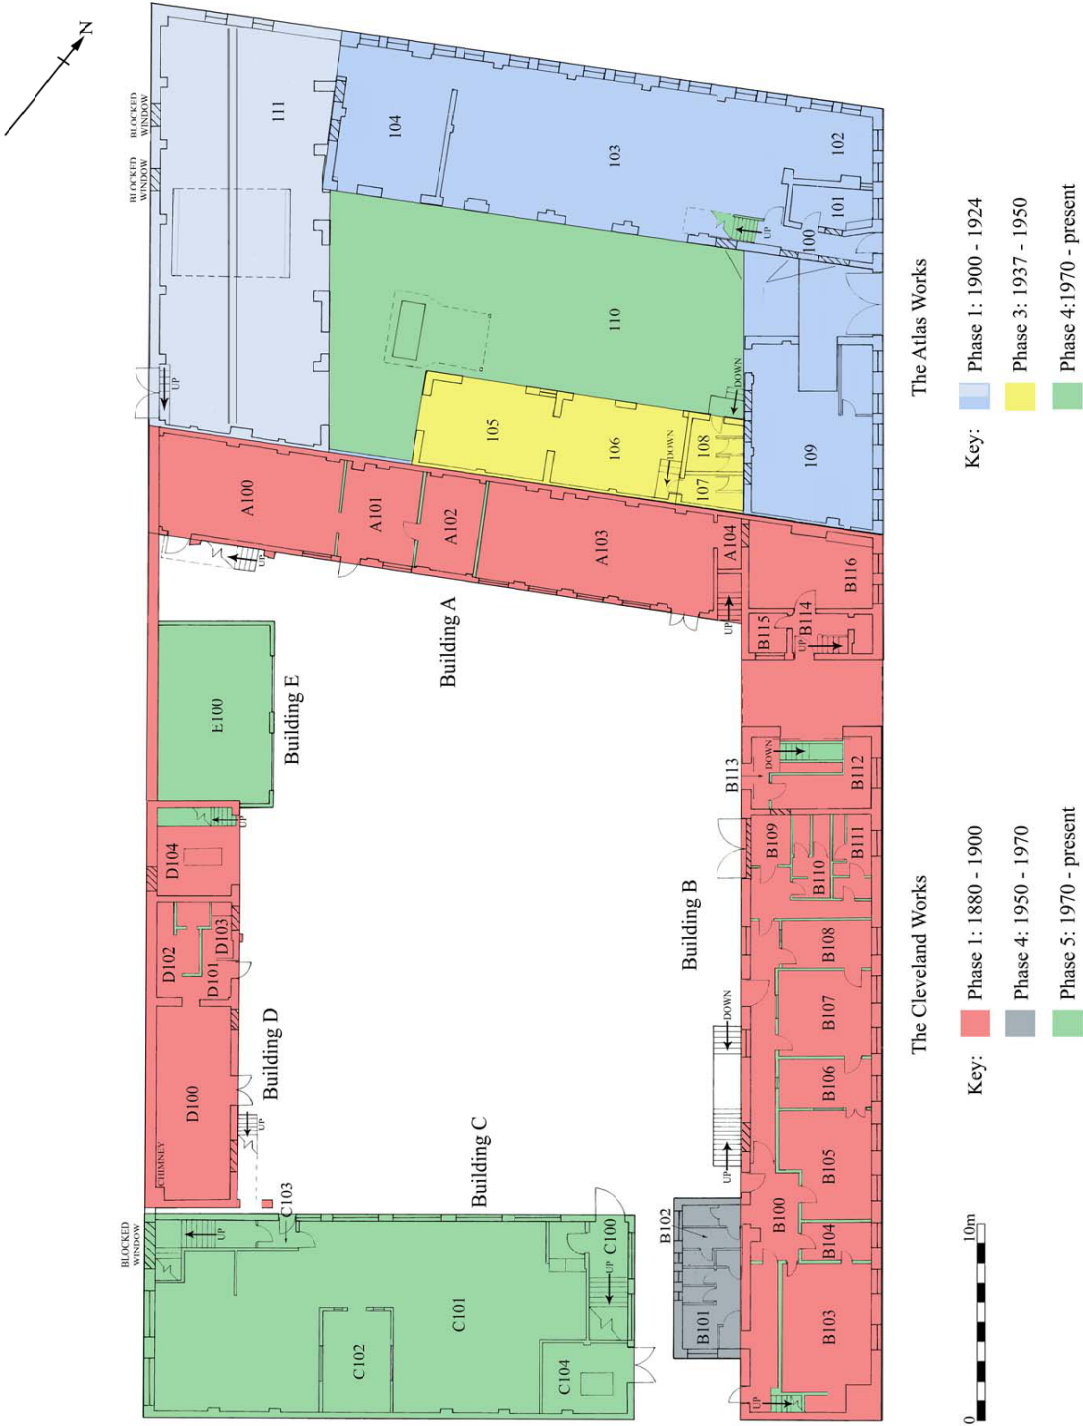 N
BLOCKED
WINDOW
BLOCKED
WINDOW
111
104
103
102
101
100
UP
UP
110
105
106
108
107
DOWN
DOWN
109
A100
A101
A102
A103
A104
UP
UP
Building A
B116
B115
B114
UP
E100
Building E
B113
DOWN
B112
D104
UP
D102
D103
D101
D100
CHIMNEY
UP
Building D
B109
B110
B111
Building B
B108
B107
B106
B105
B104
B103
B100
DOWN
UP
UP
B102
B101
Building C
BLOCKED
WINDOW
UP
C103
C100
UP
C101
C102
C104
The Atlas Works
Key:
Phase 1: 1900 - 1924
Phase 3: 1937 - 1950
Phase 4:1970 - present
The Cleveland Works
Key:
Phase 1: 1880 - 1900
Phase 4: 1950 - 1970
Phase 5: 1970 - present
0
10m